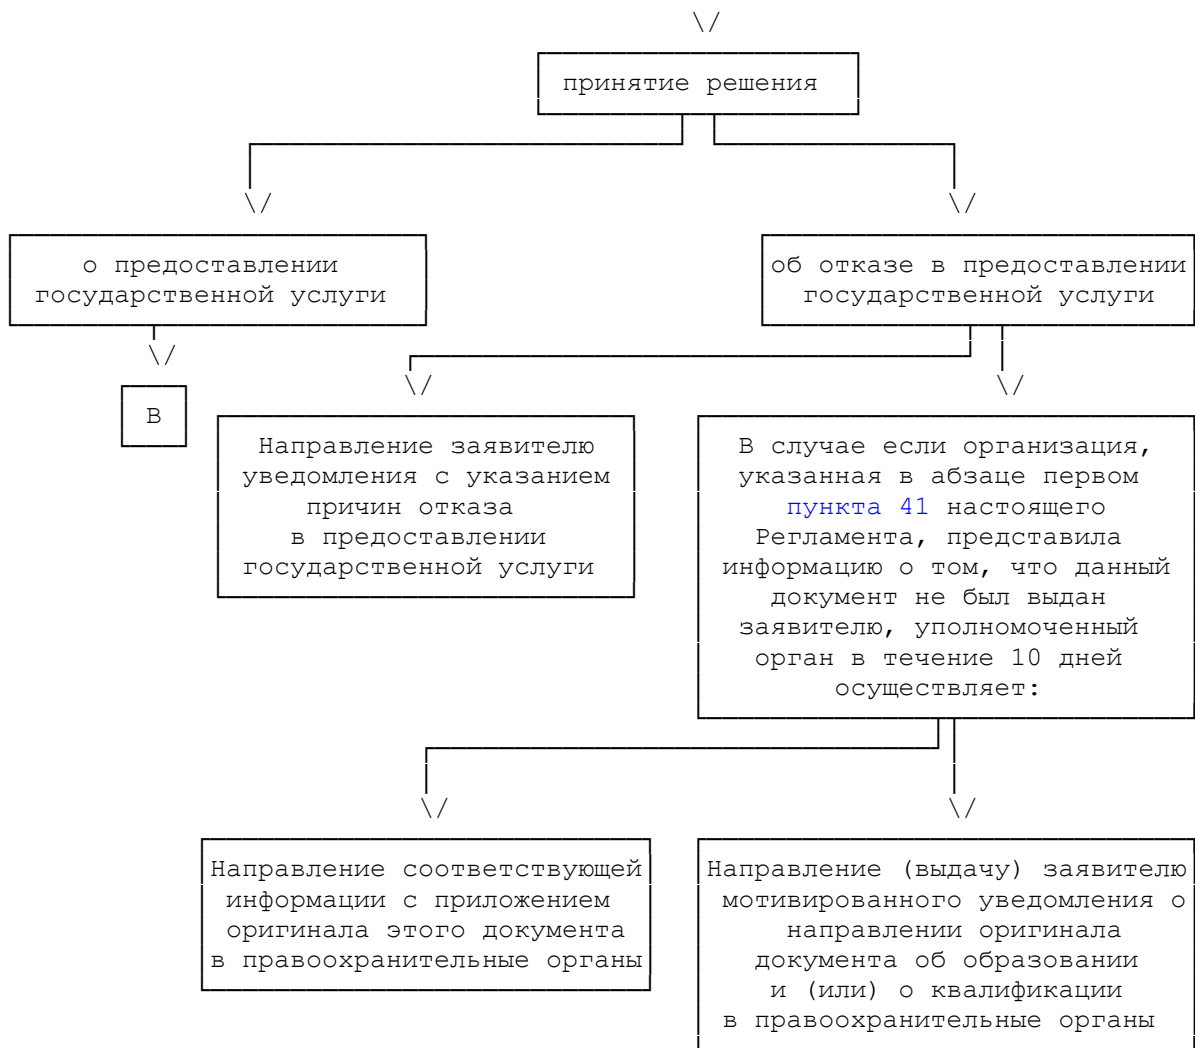 принятие решения
о предоставлении
государственной услуги
об отказе в предоставлении
государственной услуги
В
Направление заявителю
уведомления с указанием
причин отказа
в предоставлении
государственной услуги
В случае если организация,
указанная в абзаце первом
пункта 41 настоящего
Регламента, представила
информацию о том, что данный
документ не был выдан
заявителю, уполномоченный
орган в течение 10 дней
осуществляет:
Направление соответствующей
информации с приложением
оригинала этого документа
в правоохранительные органы
Направление (выдачу) заявителю
мотивированного уведомления о
направлении оригинала
документа об образовании
и (или) о квалификации
в правоохранительные органы